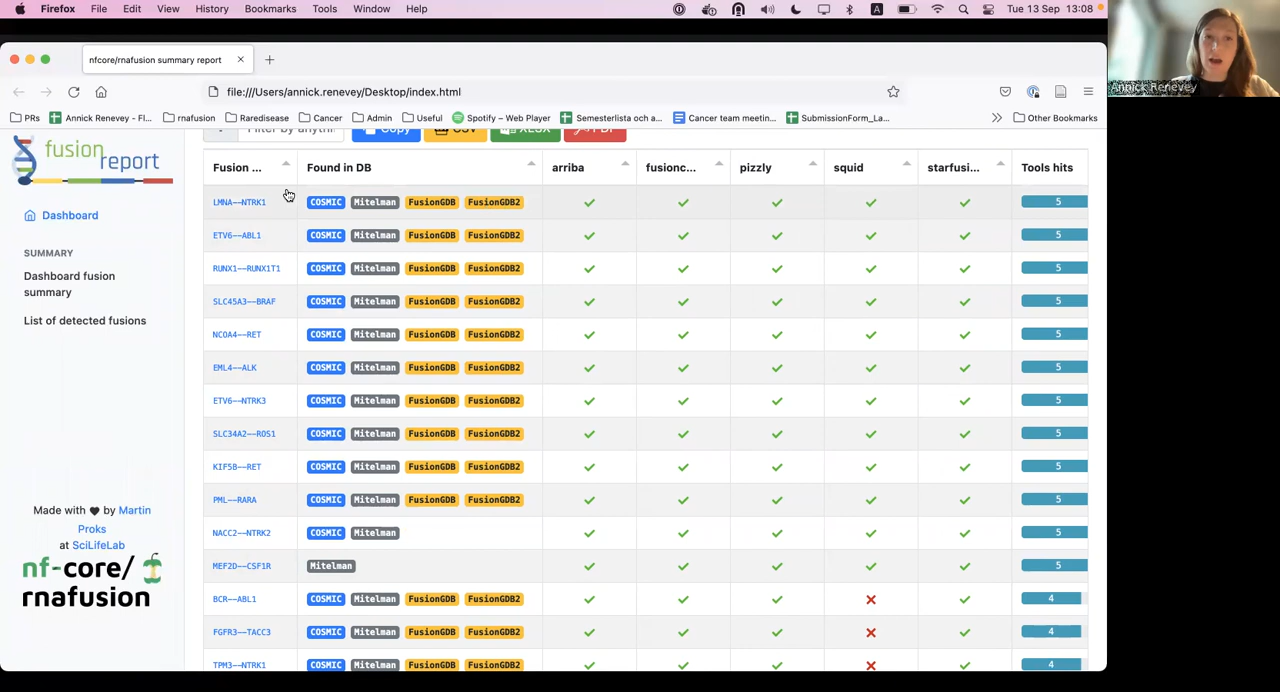 Firefox File Edit View History Bookmarks Tools Window Help A Tue 13 Sep 13:08
nfcore/rnafusion summary report
file:///Users/annick.renevey/Desktop/index.html
PRs Annick Renevey - Fl... rnafusion Raredisease Cancer Admin Useful Spotify – Web Player Semesterlista och a... Cancer team meetin... SubmissionForm_La... Other Bookmarks
Annick Renevey
Filter by anythi Copy CSV XLSX PDF
fusion report
Fusion ... Found in DB arriba fusionc... pizzly squid starfusi... Tools hits
Dashboard
SUMMARY
Dashboard fusion
summary
List of detected fusions
LMNA--NTRK1 COSMIC Mitelman FusionGDB FusionGDB2 5
ETV6--ABL1 COSMIC Mitelman FusionGDB FusionGDB2 5
RUNX1--RUNX1T1 COSMIC Mitelman FusionGDB FusionGDB2 5
SLC45A3--BRAF COSMIC Mitelman FusionGDB FusionGDB2 5
NCOA4--RET COSMIC Mitelman FusionGDB FusionGDB2 5
EML4--ALK COSMIC Mitelman FusionGDB FusionGDB2 5
ETV6--NTRK3 COSMIC Mitelman FusionGDB FusionGDB2 5
SLC34A2--ROS1 COSMIC Mitelman FusionGDB FusionGDB2 5
KIF5B--RET COSMIC Mitelman FusionGDB FusionGDB2 5
PML--RARA COSMIC Mitelman FusionGDB FusionGDB2 5
NACC2--NTRK2 COSMIC Mitelman 5
MEF2D--CSF1R Mitelman 5
BCR--ABL1 COSMIC Mitelman FusionGDB FusionGDB2 4
FGFR3--TACC3 COSMIC Mitelman FusionGDB FusionGDB2 4
TPM3--NTRK1 COSMIC Mitelman FusionGDB FusionGDB2 4
Made with by Martin
Proks
at SciLifeLab
nf-core/
rnafusion